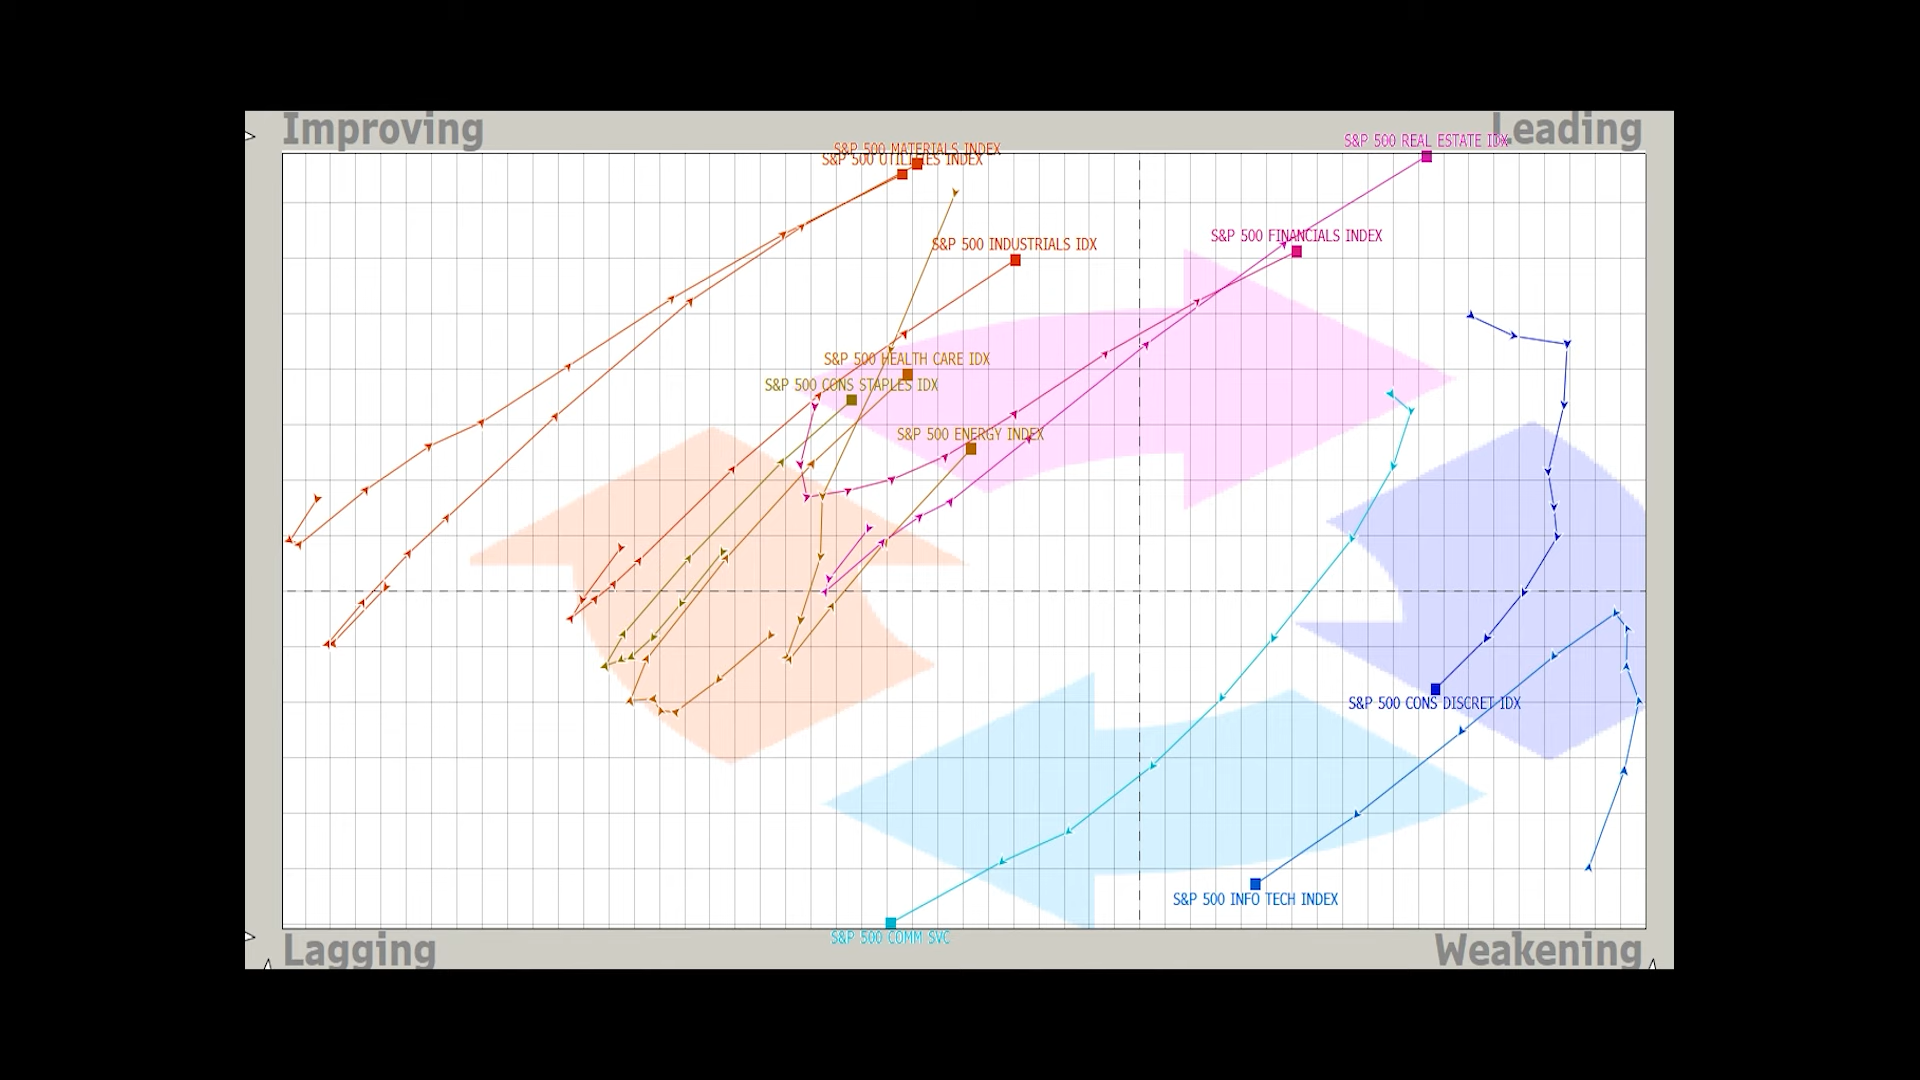 Improving
Leading
S&P 500 REAL ESTATE IDX
S&P 500 MATERIALS INDEX
S&P 500 UTILITIES INDEX
S&P 500 FINANCIALS INDEX
S&P 500 INDUSTRIALS IDX
S&P 500 HEALTH CARE IDX
S&P 500 CONS STAPLES IDX
S&P 500 ENERGY INDEX
S&P 500 CONS DISCRET IDX
S&P 500 INFO TECH INDEX
S&P 500 COMM SVC
Lagging
Weakening